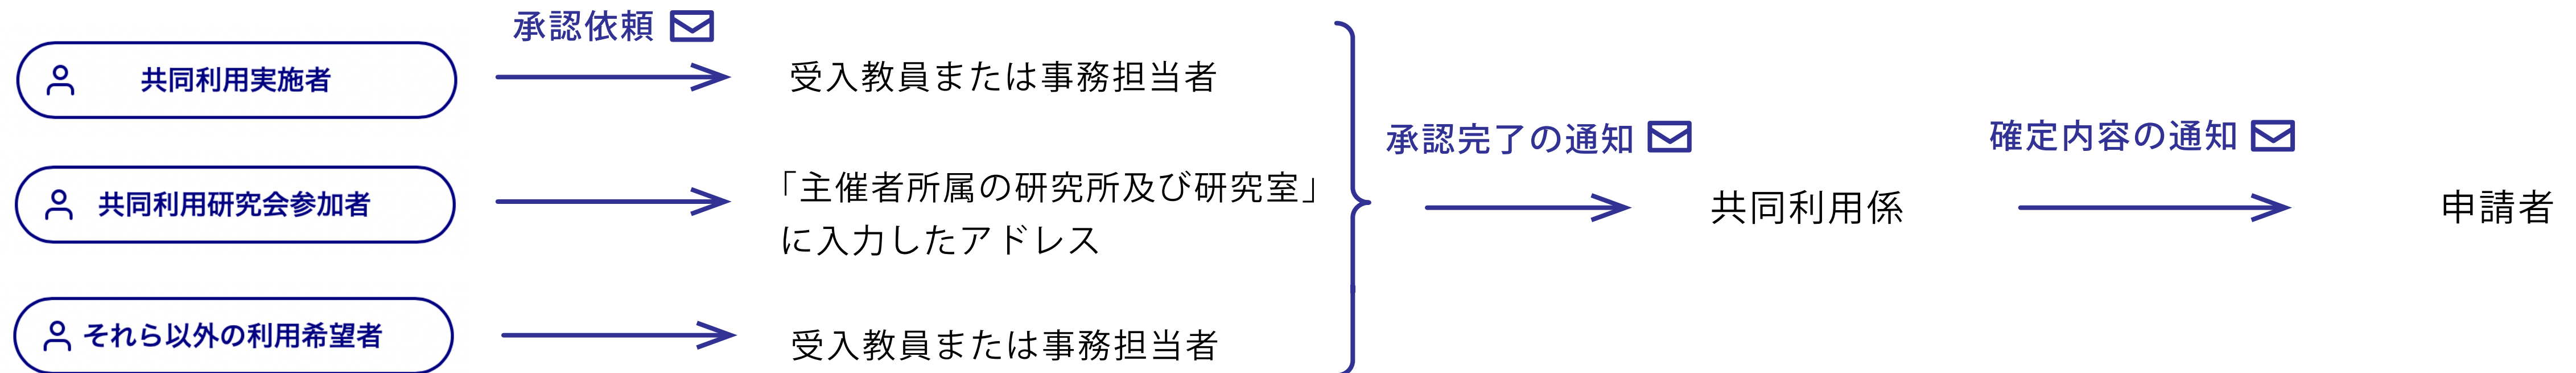 承認依頼
共同利用実施者
受入教員または事務担当者
共同利用研究会参加者
「主催者所属の研究所及び研究室」
に入力したアドレス
それら以外の利用希望者
受入教員または事務担当者
承認完了の通知
共同利用係
確定内容の通知
申請者